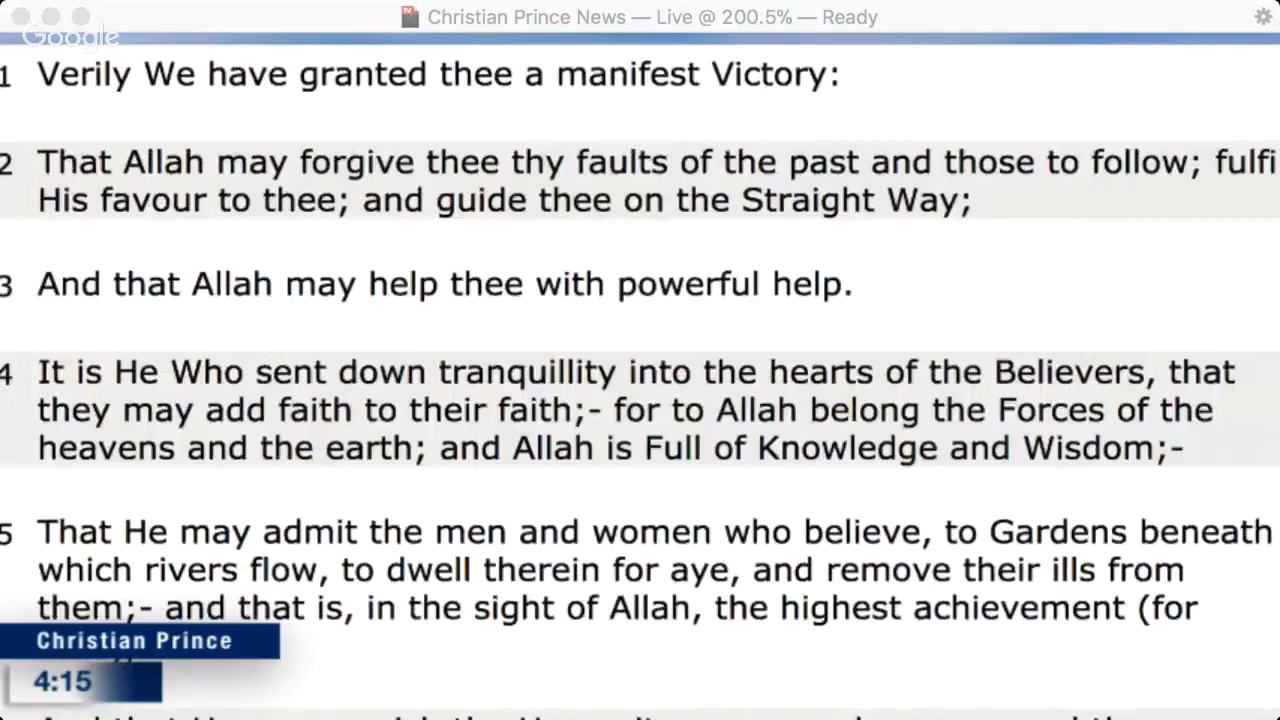 Christian Prince News — Live @ 200.5% — Ready
Google
1 Verily We have granted thee a manifest Victory:
2 That Allah may forgive thee thy faults of the past and those to follow; fulfi
His favour to thee; and guide thee on the Straight Way;
3 And that Allah may help thee with powerful help.
4 It is He Who sent down tranquillity into the hearts of the Believers, that
they may add faith to their faith;- for to Allah belong the Forces of the
heavens and the earth; and Allah is Full of Knowledge and Wisdom;-
5 That He may admit the men and women who believe, to Gardens beneath
which rivers flow, to dwell therein for aye, and remove their ills from
them;- and that is, in the sight of Allah, the highest achievement (for
Christian Prince
4:15